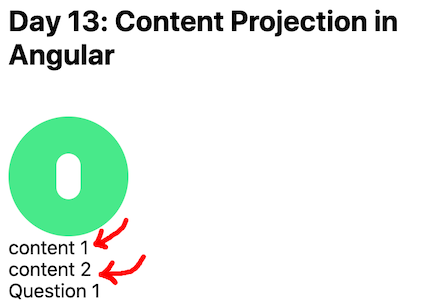 Day 13: Content Projection in
Angular
content 1
content 2
Question 1